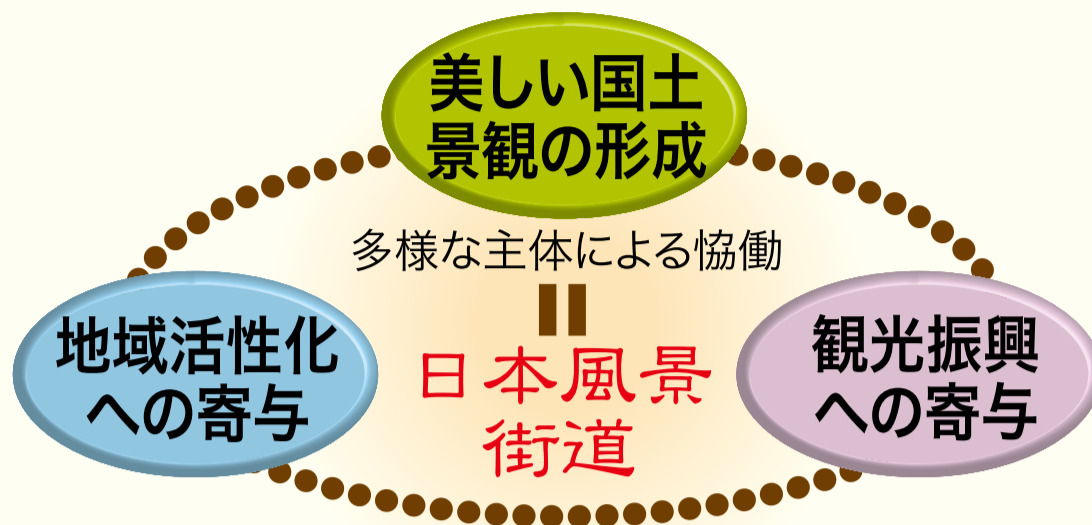 美しい国土
景観の形成
多様な主体による恊働
地域活性化
への寄与
日本風景
街道
観光振興
への寄与